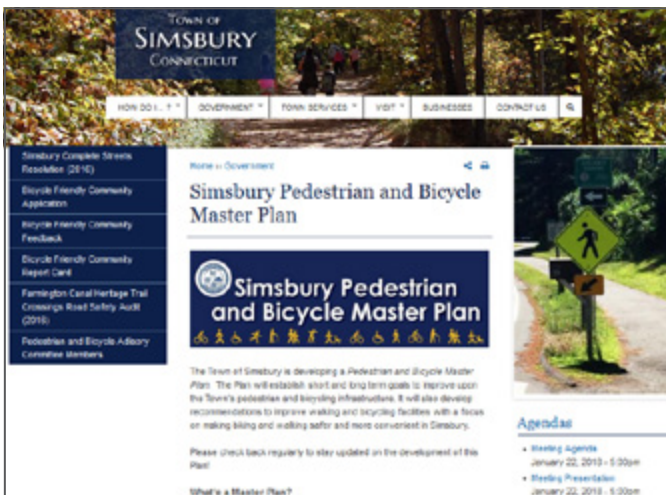 TOWN OF
SIMSBURY
CONNECTICUT
HOW DO I... ?
GOVERNMENT
TOWN SERVICES
VISIT
BUSINESSES
CONTACT US
Simsbury Complete Streets
Resolution (2016)
Bicycle Friendly Community
Application
Bicycle Friendly Community
Feedback
Bicycle Friendly Community
Report Card
Farmington Canal Heritage Trail
Crossings Road Safety Audit
(2016)
Pedestrian and Bicycle Advisory
Committee Members
Home » Government
Simsbury Pedestrian and Bicycle
Master Plan
Simsbury Pedestrian
and Bicycle Master Plan
The Town of Simsbury is developing a Pedestrian and Bicycle Master
Plan. The Plan will establish short and long term goals to improve upon
the Town's pedestrian and bicycling infrastructure. It will also develop
recommendations to improve walking and bicycling facilities with a focus
on making biking and walking safer and more convenient in Simsbury.
Please check back regularly to stay updated on the development of this
Plan!
What's a Master Plan?
Agendas
Meeting Agenda
January 22, 2018 - 5:30pm
Meeting Presentation
January 22, 2018 - 5:30pm